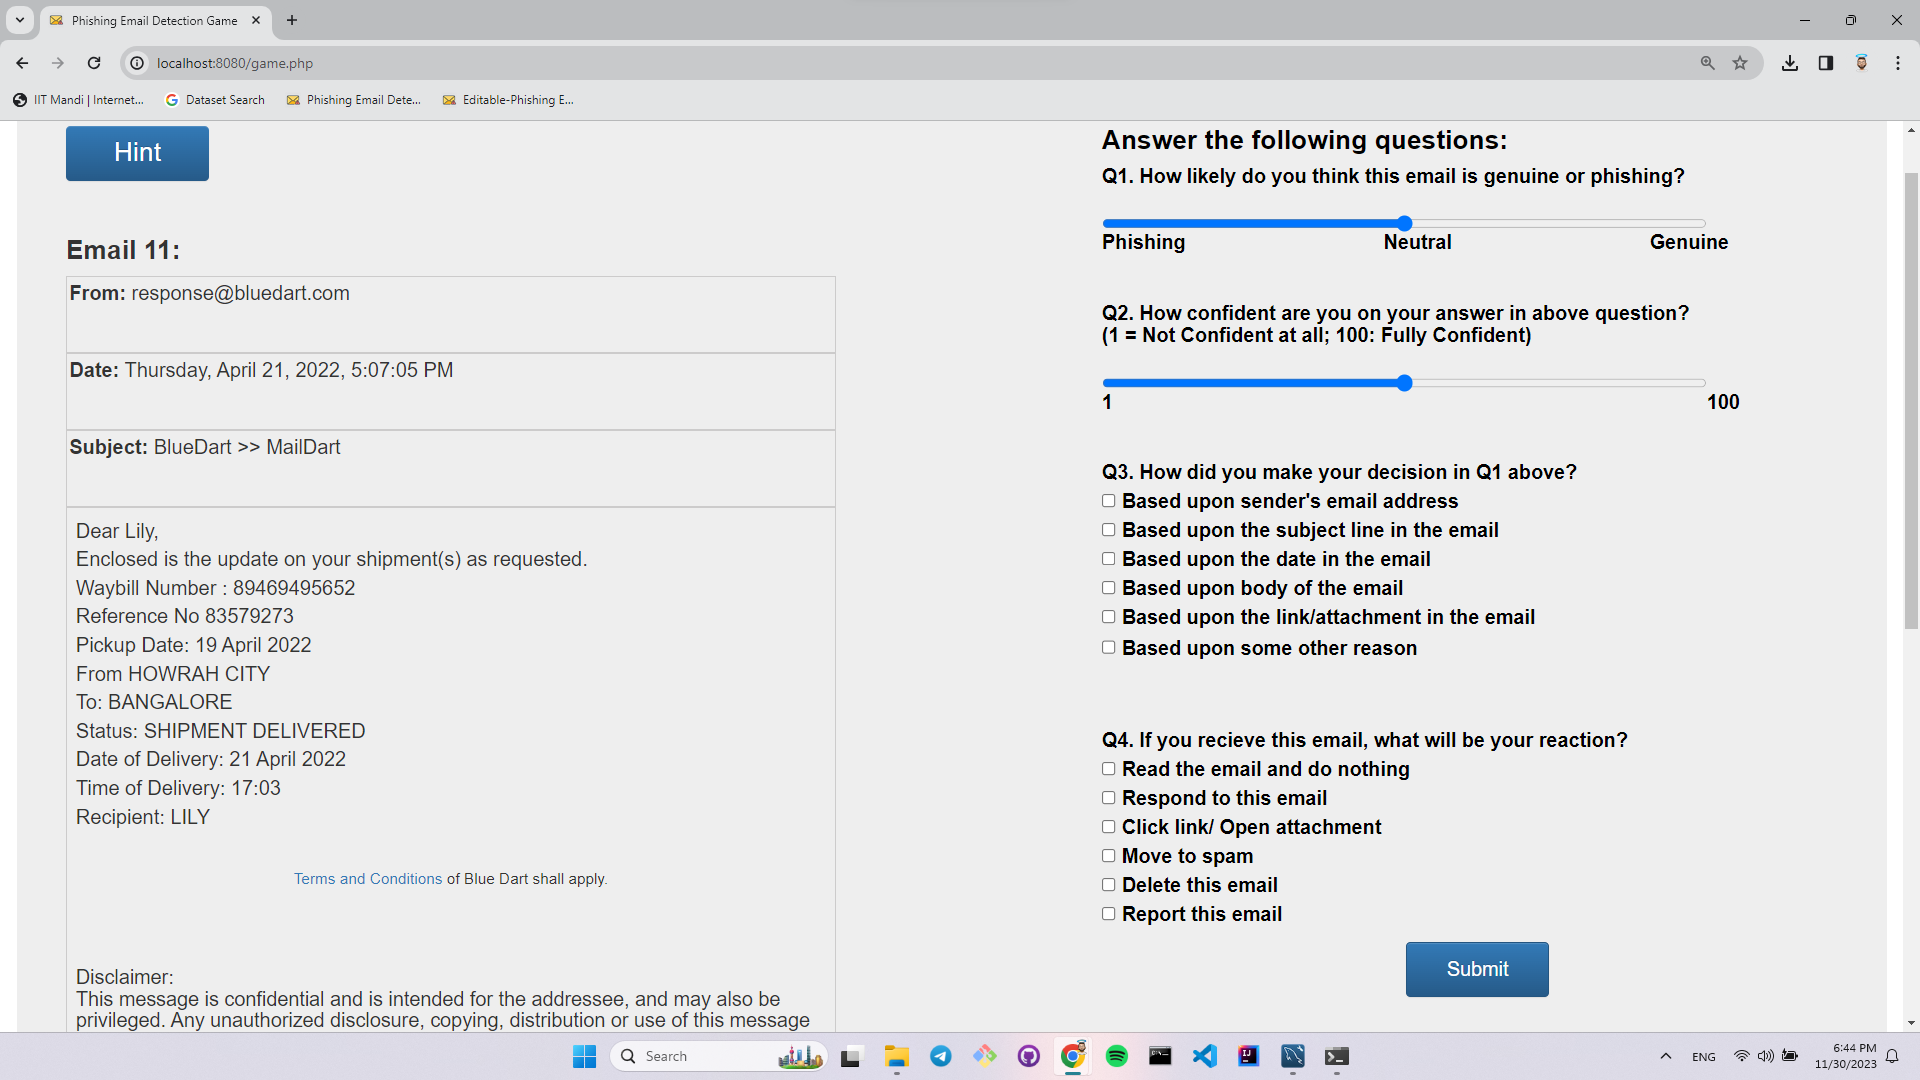 Phishing Email Detection Game
localhost:8080/game.php
IIT Mandi | Internet...
Dataset Search
Phishing Email Dete...
Editable-Phishing E...
Hint
Email 11:
From: response@bluedart.com
Date: Thursday, April 21, 2022, 5:07:05 PM
Subject: BlueDart >> MailDart
Dear Lily,
Enclosed is the update on your shipment(s) as requested.
Waybill Number : 89469495652
Reference No 83579273
Pickup Date: 19 April 2022
From HOWRAH CITY
To: BANGALORE
Status: SHIPMENT DELIVERED
Date of Delivery: 21 April 2022
Time of Delivery: 17:03
Recipient: LILY
Terms and Conditions of Blue Dart shall apply.
Disclaimer:
This message is confidential and is intended for the addressee, and may also be
privileged. Any unauthorized disclosure, copying, distribution or use of this message
Answer the following questions:
Q1. How likely do you think this email is genuine or phishing?
Phishing Neutral Genuine
Q2. How confident are you on your answer in above question?
(1 = Not Confident at all; 100: Fully Confident)
1 100
Q3. How did you make your decision in Q1 above?
Based upon sender's email address
Based upon the subject line in the email
Based upon the date in the email
Based upon body of the email
Based upon the link/attachment in the email
Based upon some other reason
Q4. If you recieve this email, what will be your reaction?
Read the email and do nothing
Respond to this email
Click link/ Open attachment
Move to spam
Delete this email
Report this email
Submit
Search
ENG
6:44 PM
11/30/2023